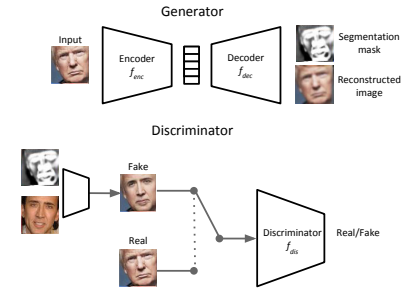 Generator
Input
Encoder
f_enc
Decoder
f_dec
Segmentation
mask
Reconstructed
image
Discriminator
Fake
Real
Discriminator
f_dis
Real/Fake